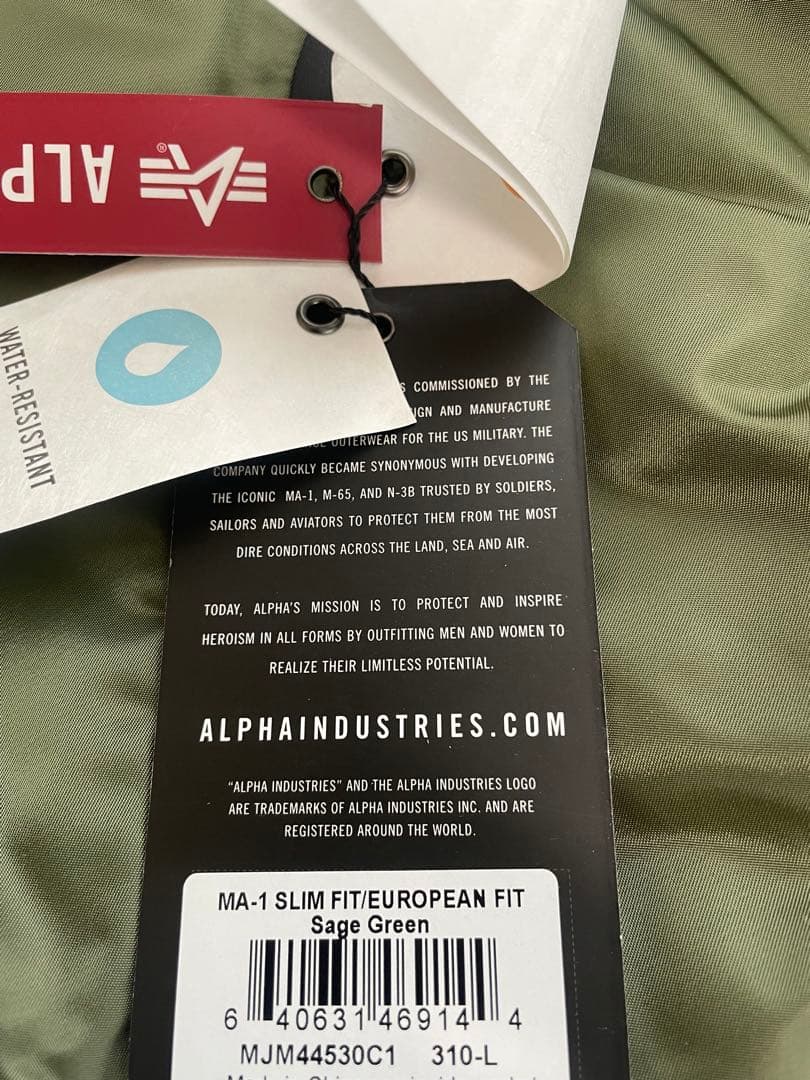 ALP
®
WATER-RESISTANT
COMMISSIONED BY THE
AND MANUFACTURE
OUTERWEAR FOR THE US MILITARY. THE
COMPANY QUICKLY BECAME SYNONYMOUS WITH DEVELOPING
THE ICONIC MA-1, M-65, AND N-3B TRUSTED BY SOLDIERS,
SAILORS AND AVIATORS TO PROTECT THEM FROM THE MOST
DIRE CONDITIONS ACROSS THE LAND, SEA AND AIR.
TODAY, ALPHA'S MISSION IS TO PROTECT AND INSPIRE
HEROISM IN ALL FORMS BY OUTFITTING MEN AND WOMEN TO
REALIZE THEIR LIMITLESS POTENTIAL.
ALPHAINDUSTRIES.COM
"ALPHA INDUSTRIES" AND THE ALPHA INDUSTRIES LOGO
ARE TRADEMARKS OF ALPHA INDUSTRIES INC. AND ARE
REGISTERED AROUND THE WORLD.
MA-1 SLIM FIT/EUROPEAN FIT
Sage Green
6 40631 46914 4
MJM44530C1 310-L